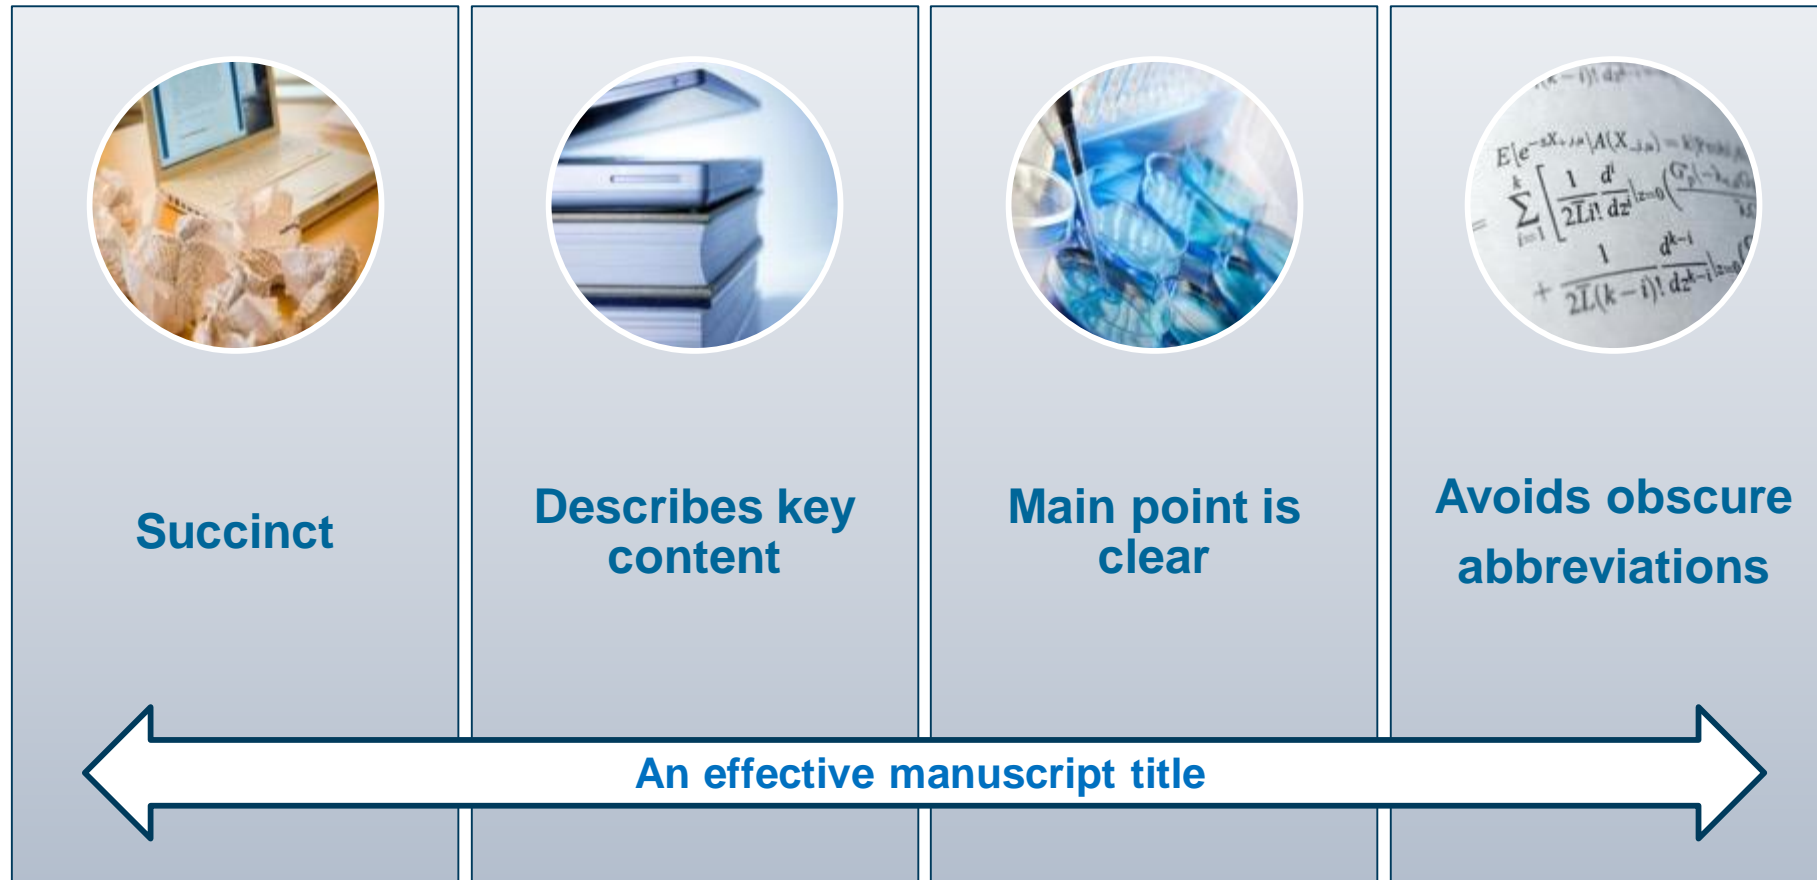 Succinct
Describes key
content
Main point is
clear
Avoids obscure
abbreviations
An effective manuscript title